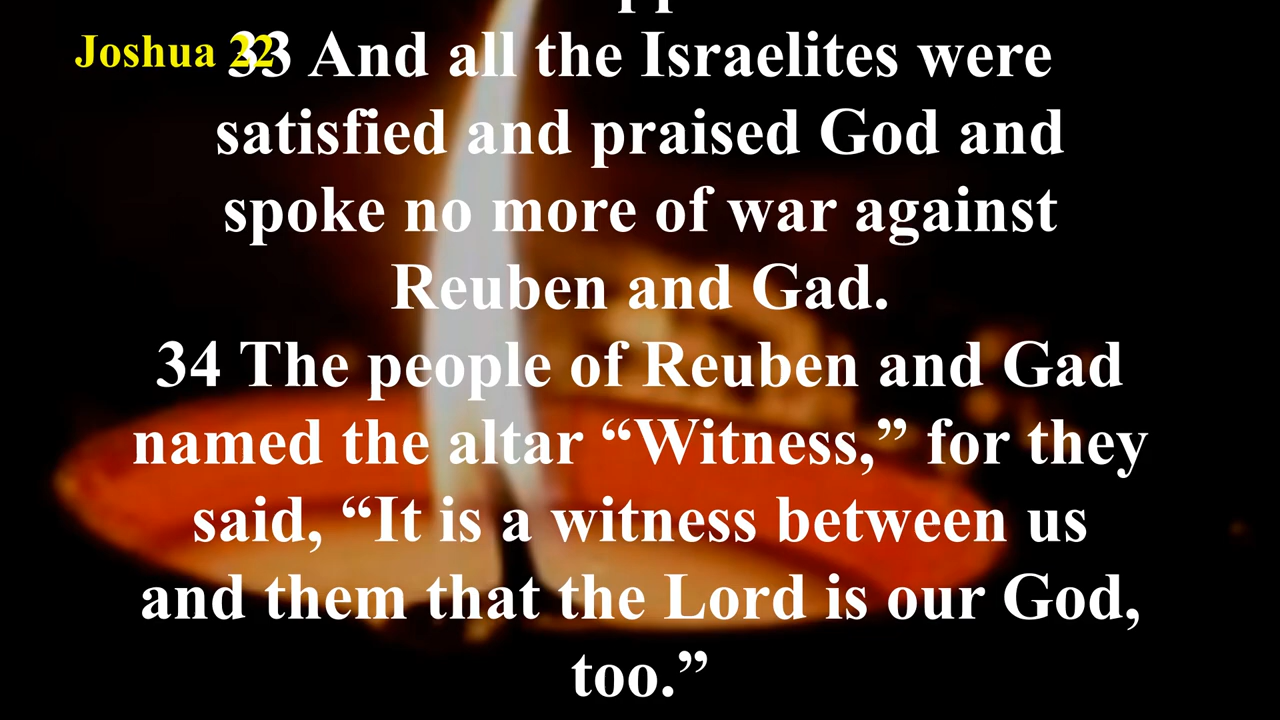 Joshua 22
33 And all the Israelites were
satisfied and praised God and
spoke no more of war against
Reuben and Gad.
34 The people of Reuben and Gad
named the altar “Witness,” for they
said, “It is a witness between us
and them that the Lord is our God,
too.”